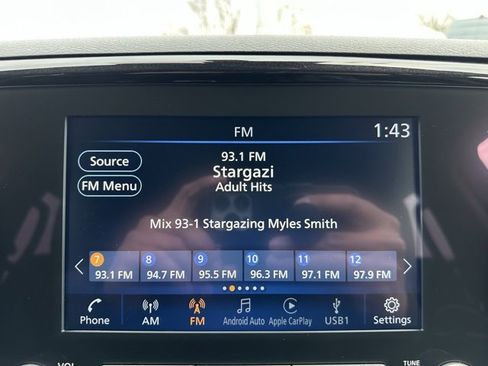 FM 1:43
Source
93.1 FM
Stargazi
FM Menu
Adult Hits
Mix 93-1 Stargazing Myles Smith
7 8 9 10 11 12
93.1 FM 94.7 FM 95.5 FM 96.3 FM 97.1 FM 97.9 FM
Phone AM FM Android Auto Apple CarPlay USB1 Settings
VOL TUNE